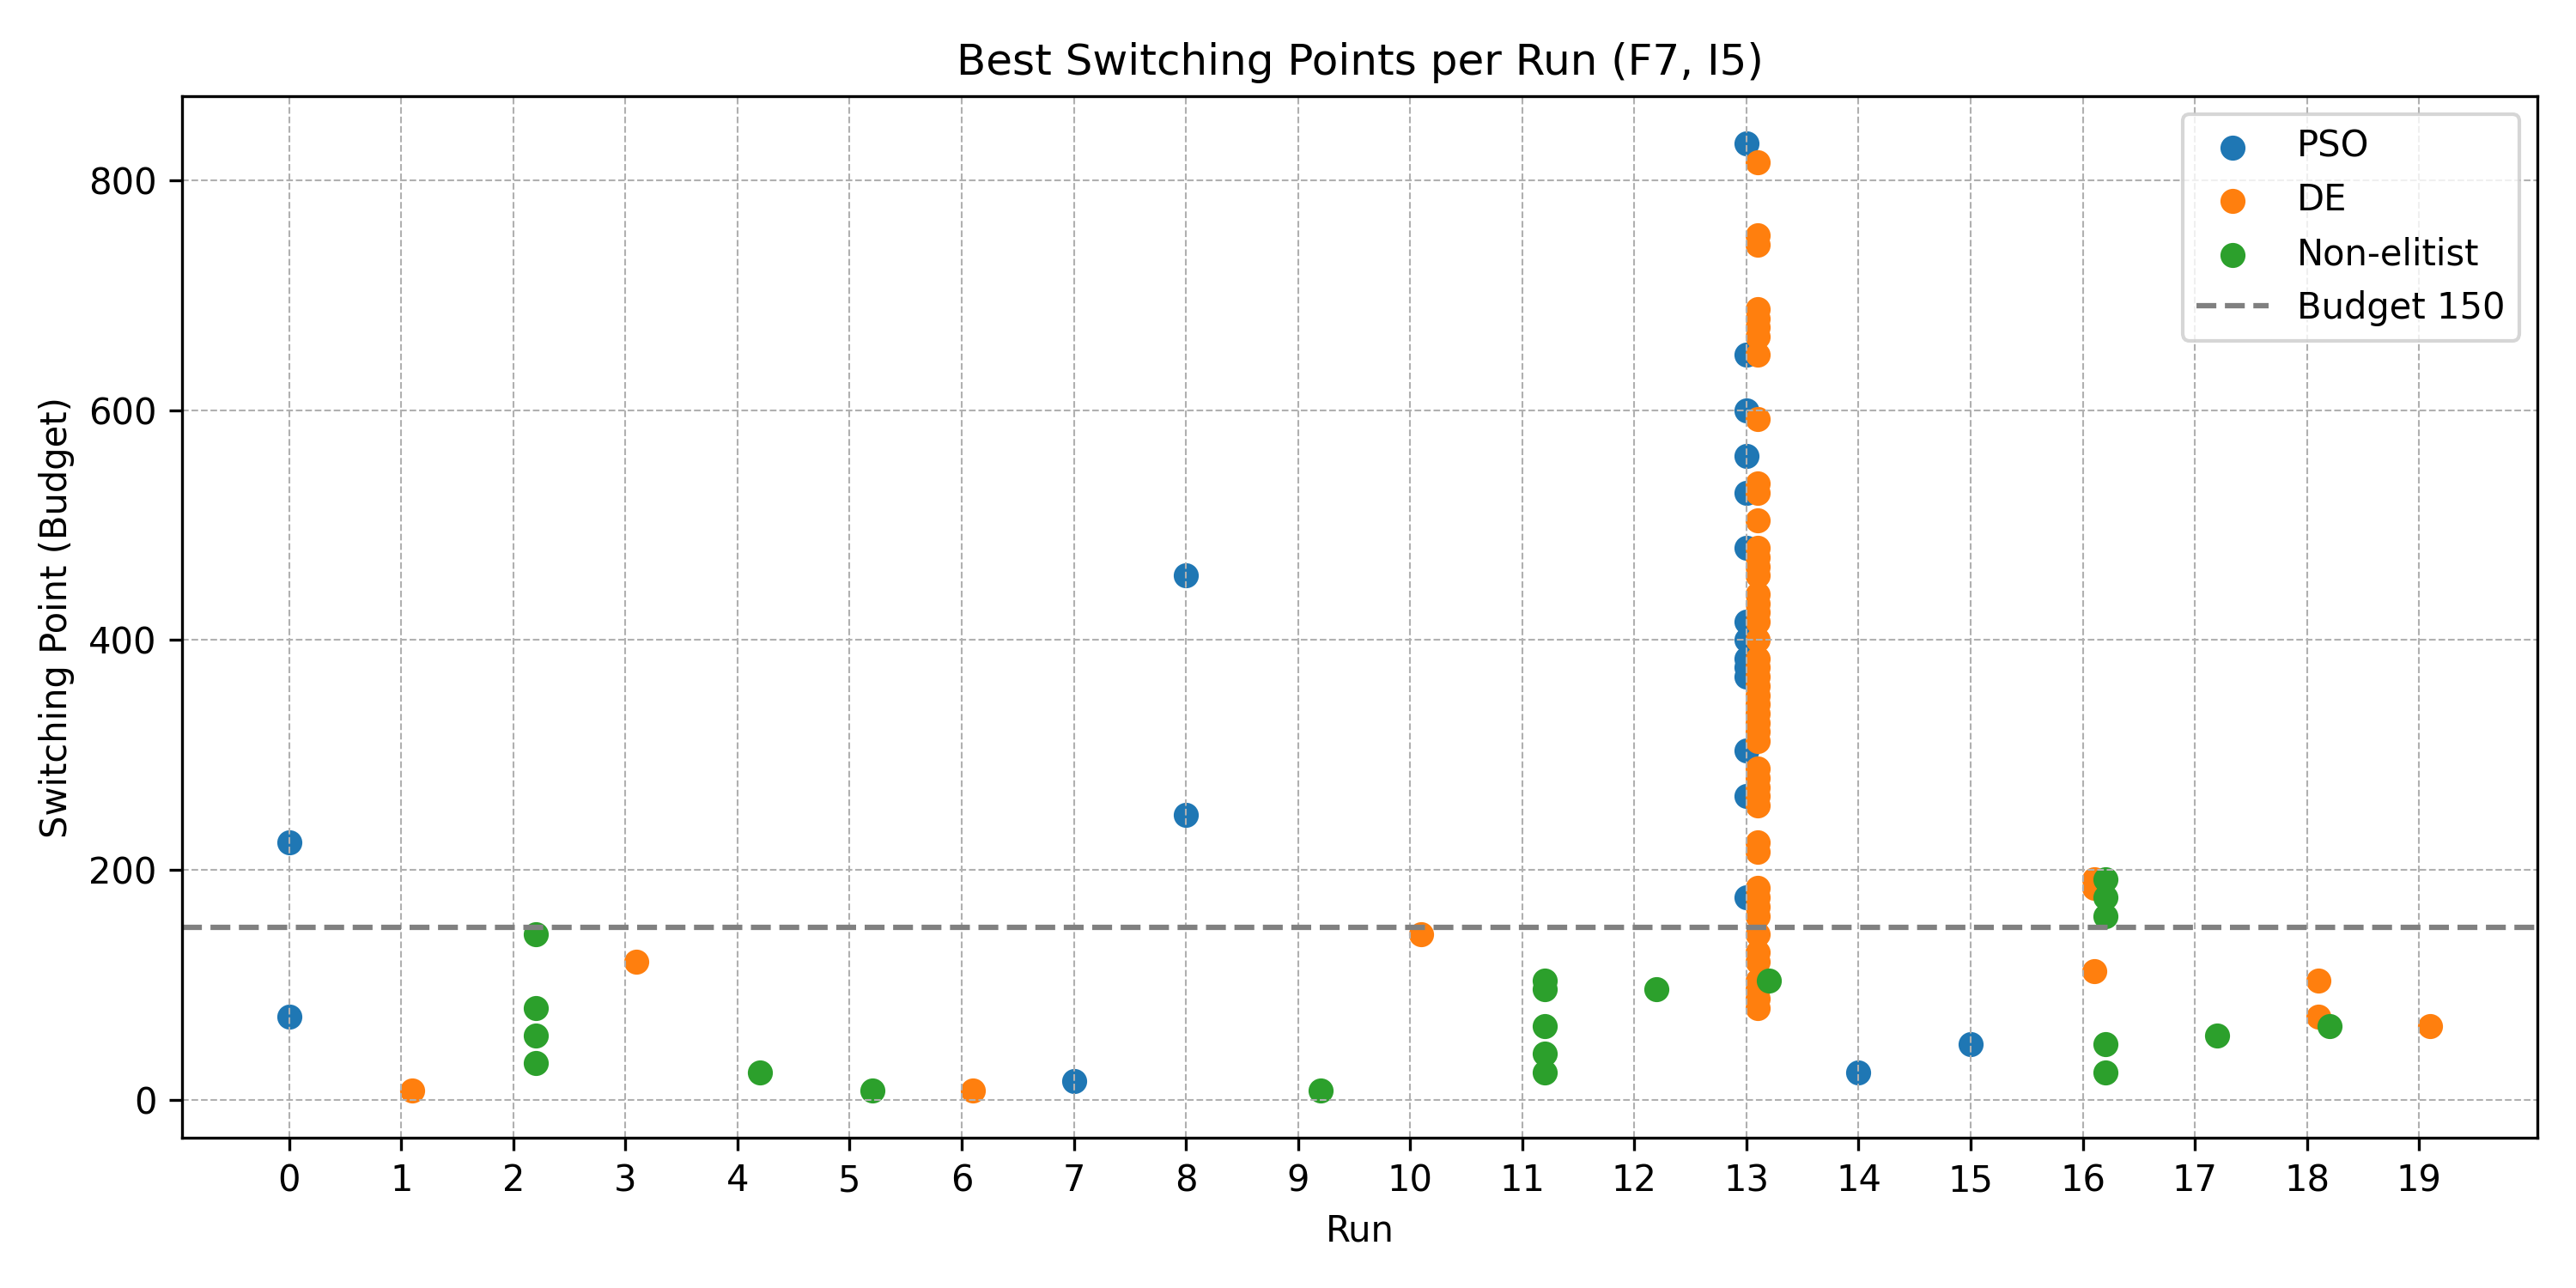 Best Switching Points per Run (F7, I5)
PSO
DE
Non-elitist
Budget 150
Switching Point (Budget)
800
600
400
200
0
0 1 2 3 4 5 6 7 8 9 10 11 12 13 14 15 16 17 18 19
Run